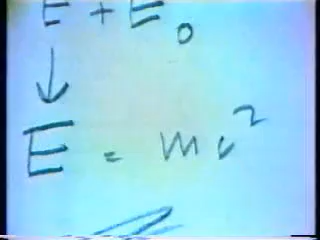 E + E₀
↓
E = mc²